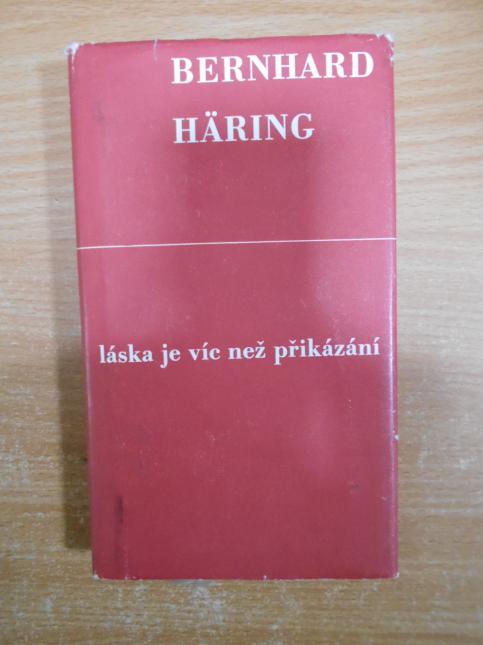 BERNHARD
HÄRING
láska je víc než přikázání